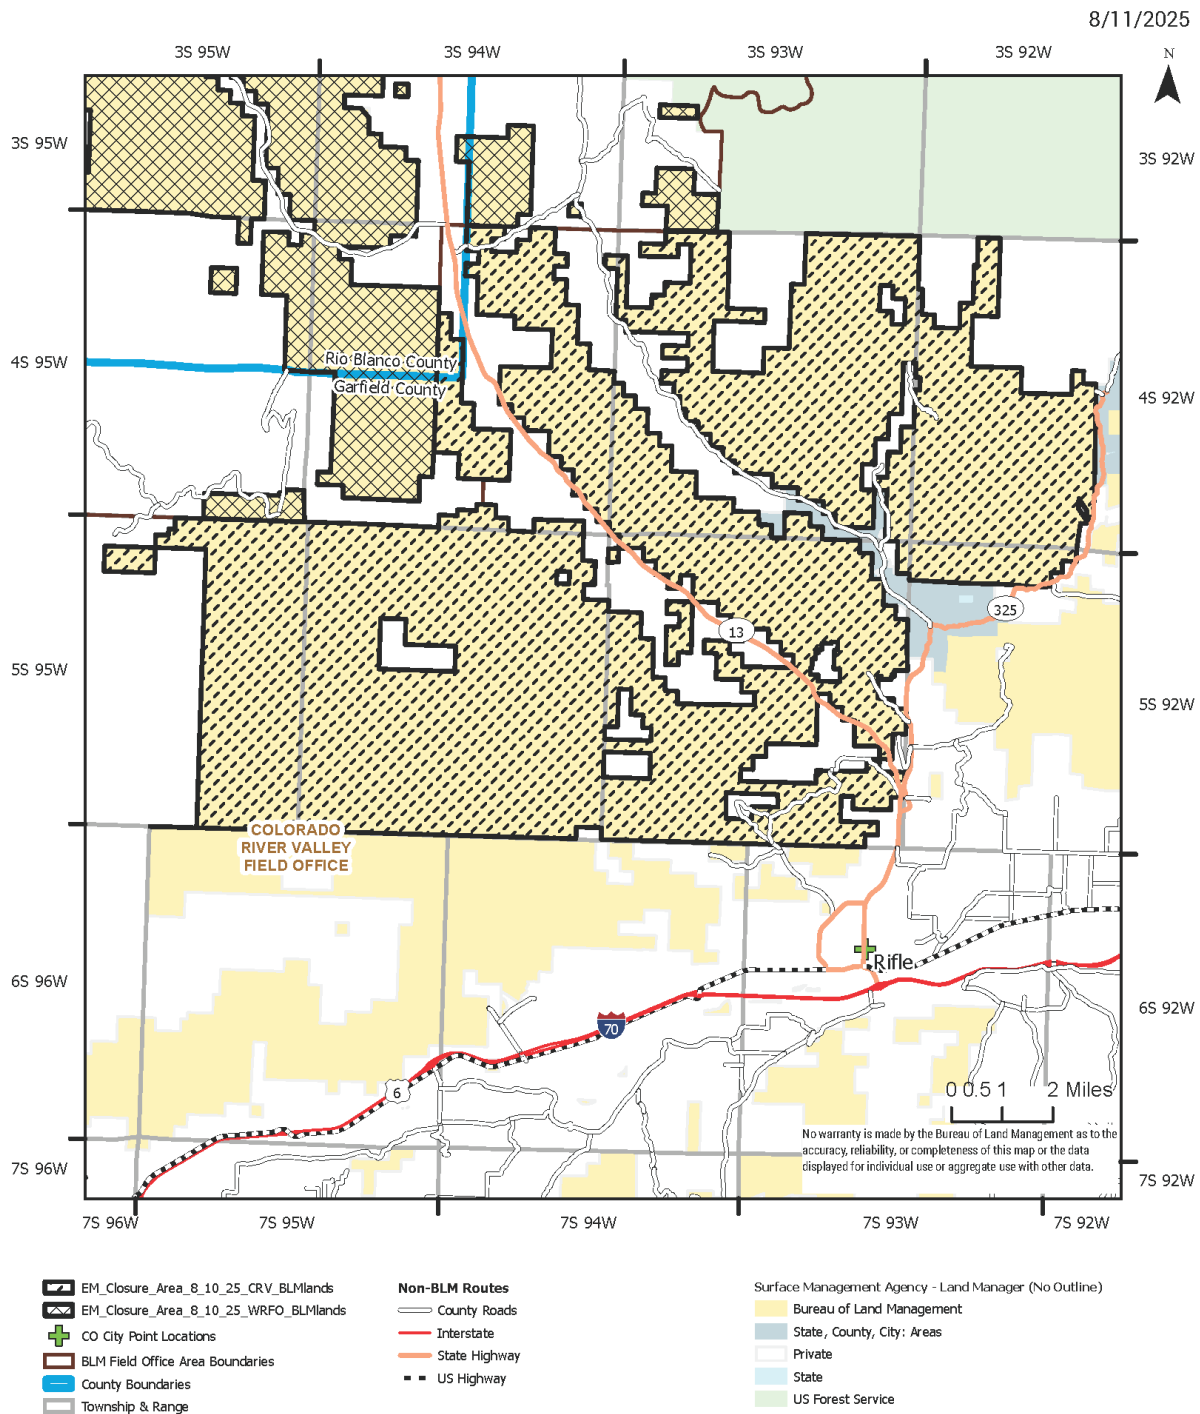 8/11/2025
3S 95W
3S 94W
3S 93W
3S 92W
N
3S 95W
3S 92W
4S 95W
Rio Blanco County
Garfield County
4S 92W
325
13
5S 95W
5S 92W
COLORADO
RIVER VALLEY
FIELD OFFICE
Rifle
6S 96W
6S 92W
70
6
0 0.5 1 2 Miles
No warranty is made by the Bureau of Land Management as to the
accuracy, reliability, or completeness of this map or the data
displayed for individual use or aggregate use with other data.
7S 96W
7S 92W
7S 96W
7S 95W
7S 94W
7S 93W
7S 92W
EM_Closure_Area_8_10_25_CRV_BLMlands
EM_Closure_Area_8_10_25_WRFO_BLMlands
CO City Point Locations
BLM Field Office Area Boundaries
County Boundaries
Township & Range
Non-BLM Routes
County Roads
Interstate
State Highway
US Highway
Surface Management Agency - Land Manager (No Outline)
Bureau of Land Management
State, County, City: Areas
Private
State
US Forest Service